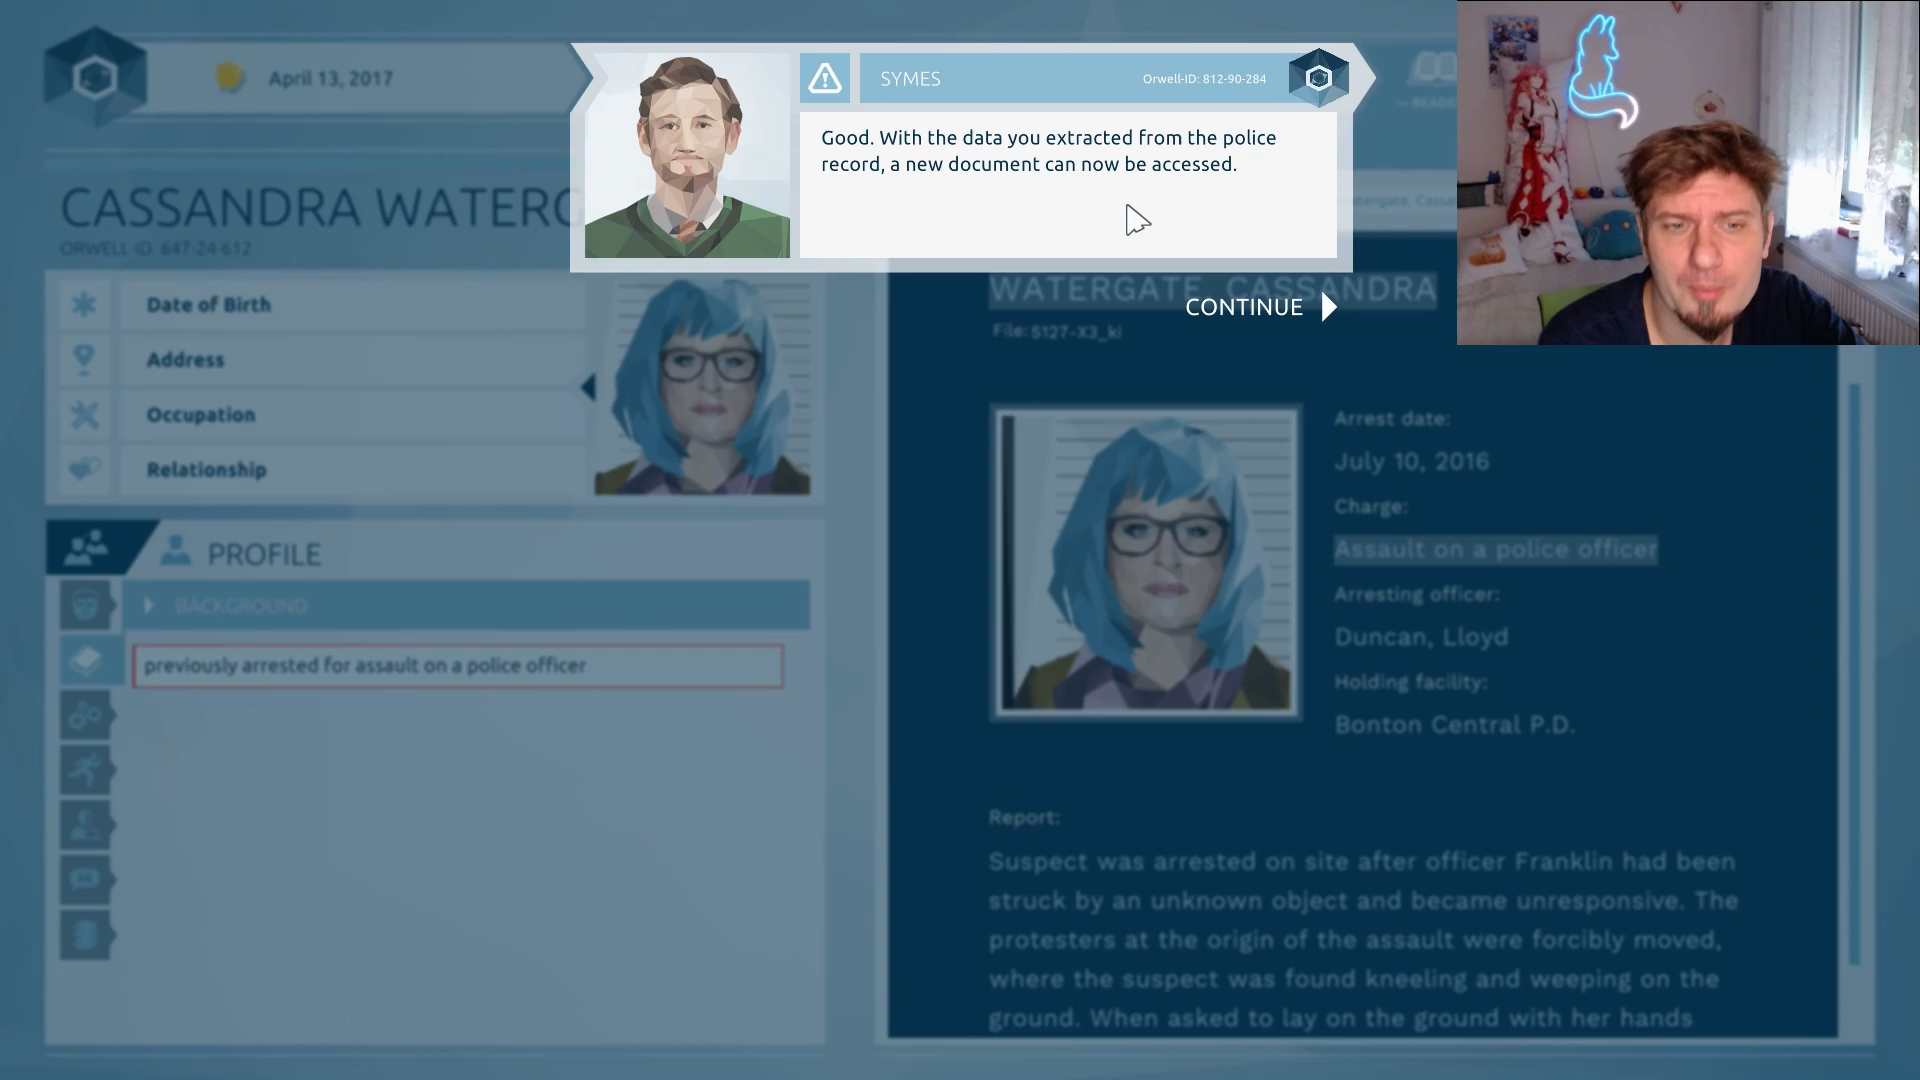 April 13, 2017
SYMES
Orwell-ID: 812-90-284
Good. With the data you extracted from the police
record, a new document can now be accessed.
CONTINUE
CASSANDRA WATERG
ORWELL-ID 647-24-612
Date of Birth
Address
Occupation
Relationship
PROFILE
BACKGROUND
previously arrested for assault on a police officer
WATERGATE, CASSANDRA
File: 5127-X3_ki
Arrest date:
July 10, 2016
Charge:
Assault on a police officer
Arresting officer:
Duncan, Lloyd
Holding facility:
Bonton Central P.D.
Report:
Suspect was arrested on site after officer Franklin had been
struck by an unknown object and became unresponsive. The
protesters at the origin of the assault were forcibly moved,
where the suspect was found kneeling and weeping on the
ground. When asked to lay on the ground with her hands